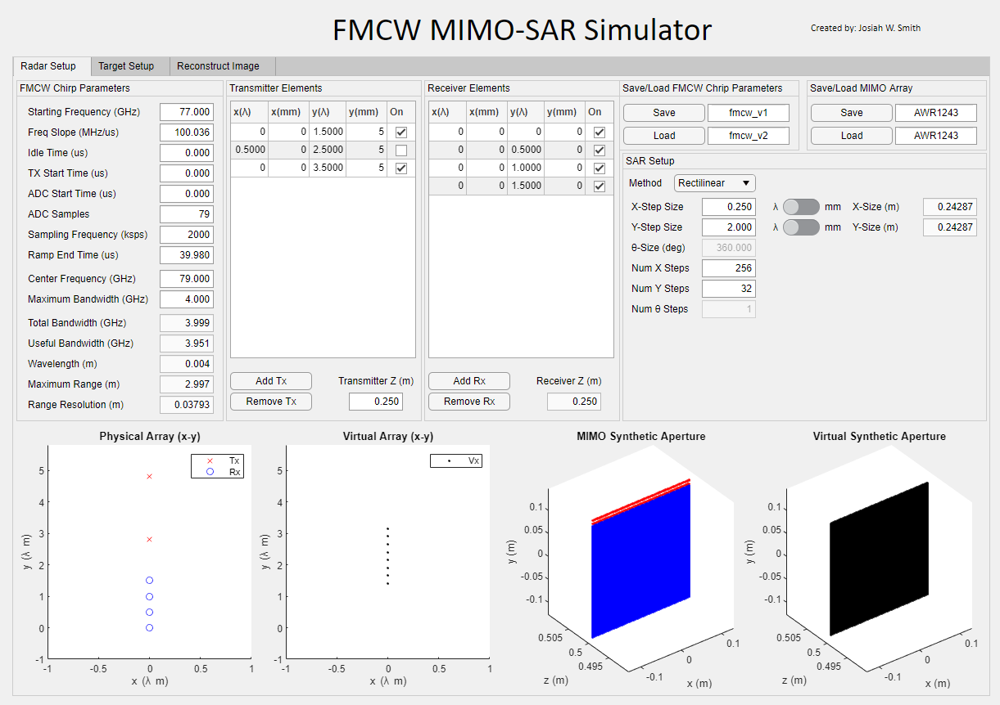 FMCW MIMO-SAR Simulator
Created by: Josiah W. Smith
Radar Setup Target Setup Reconstruct Image
FMCW Chirp Parameters
Starting Frequency (GHz) 77.000
Freq Slope (MHz/us) 100.036
Idle Time (us) 0.000
TX Start Time (us) 0.000
ADC Start Time (us) 0.000
ADC Samples 79
Sampling Frequency (ksps) 2000
Ramp End Time (us) 39.980
Center Frequency (GHz) 79.000
Maximum Bandwidth (GHz) 4.000
Total Bandwidth (GHz) 3.999
Useful Bandwidth (GHz) 3.951
Wavelength (m) 0.004
Maximum Range (m) 2.997
Range Resolution (m) 0.03793
Transmitter Elements
x(λ) x(mm) y(λ) y(mm) On
0 0 1.5000 5
0.5000 0 2.5000 5
0 0 3.5000 5
Add Tx Transmitter Z (m)
Remove Tx 0.250
Receiver Elements
x(λ) x(mm) y(λ) y(mm) On
0 0 0 0
0 0 0.5000 0
0 0 1.0000 0
0 0 1.5000 0
Add Rx Receiver Z (m)
Remove Rx 0.250
Save/Load FMCW Chrip Parameters
Save fmcw_v1
Load fmcw_v2
Save/Load MIMO Array
Save AWR1243
Load AWR1243
SAR Setup
Method Rectilinear
X-Step Size 0.250 λ mm X-Size (m) 0.24287
Y-Step Size 2.000 λ mm Y-Size (m) 0.24287
θ-Size (deg) 360.000
Num X Steps 256
Num Y Steps 32
Num θ Steps 1
Physical Array (x-y)
Tx
Rx
5
4
3
2
1
0
-1
y (λ m)
-1 -0.5 0 0.5 1
x (λ m)
Virtual Array (x-y)
Vx
5
4
3
2
1
0
-1
y (λ m)
-1 -0.5 0 0.5 1
x (λ m)
MIMO Synthetic Aperture
0.1
0.05
0
-0.05
-0.1
y (m)
0.505
0.5
0.495
z (m)
-0.1
0
0.1
x (m)
Virtual Synthetic Aperture
0.1
0.05
0
-0.05
-0.1
y (m)
0.505
0.5
0.495
z (m)
-0.1
0
0.1
x (m)